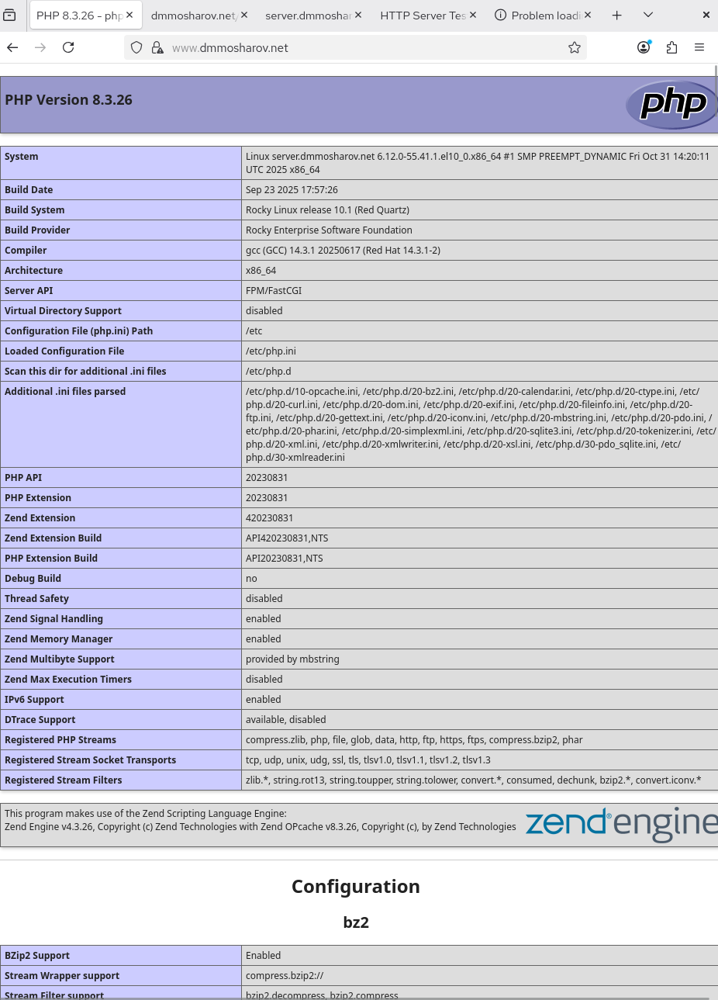 PHP 8.3.26 - php
dmmosharov.net/
server.dmmoshar
HTTP Server Tes
Problem loadi
www.dmmosharov.net
PHP Version 8.3.26
php
System
Linux server.dmmosharov.net 6.12.0-55.41.1.el10_0.x86_64 #1 SMP PREEMPT_DYNAMIC Fri Oct 31 14:20:11
UTC 2025 x86_64
Build Date
Sep 23 2025 17:57:26
Build System
Rocky Linux release 10.1 (Red Quartz)
Build Provider
Rocky Enterprise Software Foundation
Compiler
gcc (GCC) 14.3.1 20250617 (Red Hat 14.3.1-2)
Architecture
x86_64
Server API
FPM/FastCGI
Virtual Directory Support
disabled
Configuration File (php.ini) Path
/etc
Loaded Configuration File
/etc/php.ini
Scan this dir for additional .ini files
/etc/php.d
Additional .ini files parsed
/etc/php.d/10-opcache.ini, /etc/php.d/20-bz2.ini, /etc/php.d/20-calendar.ini, /etc/php.d/20-ctype.ini, /etc/
php.d/20-curl.ini, /etc/php.d/20-dom.ini, /etc/php.d/20-exif.ini, /etc/php.d/20-fileinfo.ini, /etc/php.d/20-
ftp.ini, /etc/php.d/20-gettext.ini, /etc/php.d/20-iconv.ini, /etc/php.d/20-mbstring.ini, /etc/php.d/20-pdo.ini, /
etc/php.d/20-phar.ini, /etc/php.d/20-simplexml.ini, /etc/php.d/20-sqlite3.ini, /etc/php.d/20-tokenizer.ini, /etc/
php.d/20-xml.ini, /etc/php.d/20-xmlwriter.ini, /etc/php.d/20-xsl.ini, /etc/php.d/30-pdo_sqlite.ini, /etc/
php.d/30-xmlreader.ini
PHP API
20230831
PHP Extension
20230831
Zend Extension
420230831
Zend Extension Build
API420230831,NTS
PHP Extension Build
API20230831,NTS
Debug Build
no
Thread Safety
disabled
Zend Signal Handling
enabled
Zend Memory Manager
enabled
Zend Multibyte Support
provided by mbstring
Zend Max Execution Timers
disabled
IPv6 Support
enabled
DTrace Support
available, disabled
Registered PHP Streams
compress.zlib, php, file, glob, data, http, ftp, https, ftps, compress.bzip2, phar
Registered Stream Socket Transports
tcp, udp, unix, udg, ssl, tls, tlsv1.0, tlsv1.1, tlsv1.2, tlsv1.3
Registered Stream Filters
zlib.*, string.rot13, string.toupper, string.tolower, convert.*, consumed, dechunk, bzip2.*, convert.iconv.*
This program makes use of the Zend Scripting Language Engine:
Zend Engine v4.3.26, Copyright (c) Zend Technologies with Zend OPcache v8.3.26, Copyright (c), by Zend Technologies
zend® engine
Configuration
bz2
BZip2 Support
Enabled
Stream Wrapper support
compress.bzip2://
Stream Filter support
bzip2.decompress, bzip2.compress